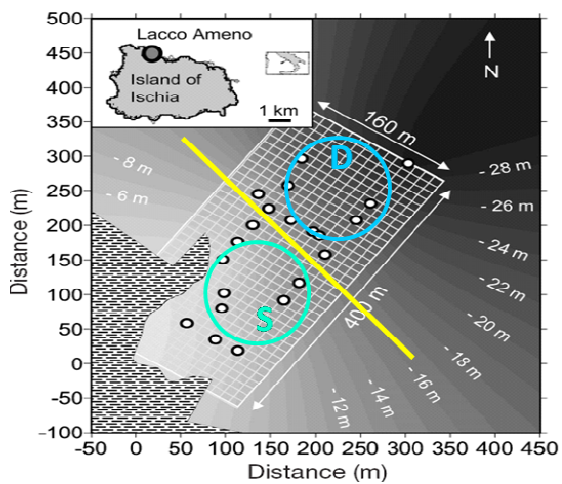 500
450
400
350
300
250
200
150
100
50
0
-50
-100
Distance (m)
Lacco Ameno
Island of
Ischia
1 km
N
160 m
400 m
D
S
- 8 m
- 6 m
- 28 m
- 26 m
- 24 m
- 22 m
- 20 m
- 18 m
- 16 m
- 14 m
- 12 m
-50 0 50 100 150 200 250 300 350 400 450
Distance (m)